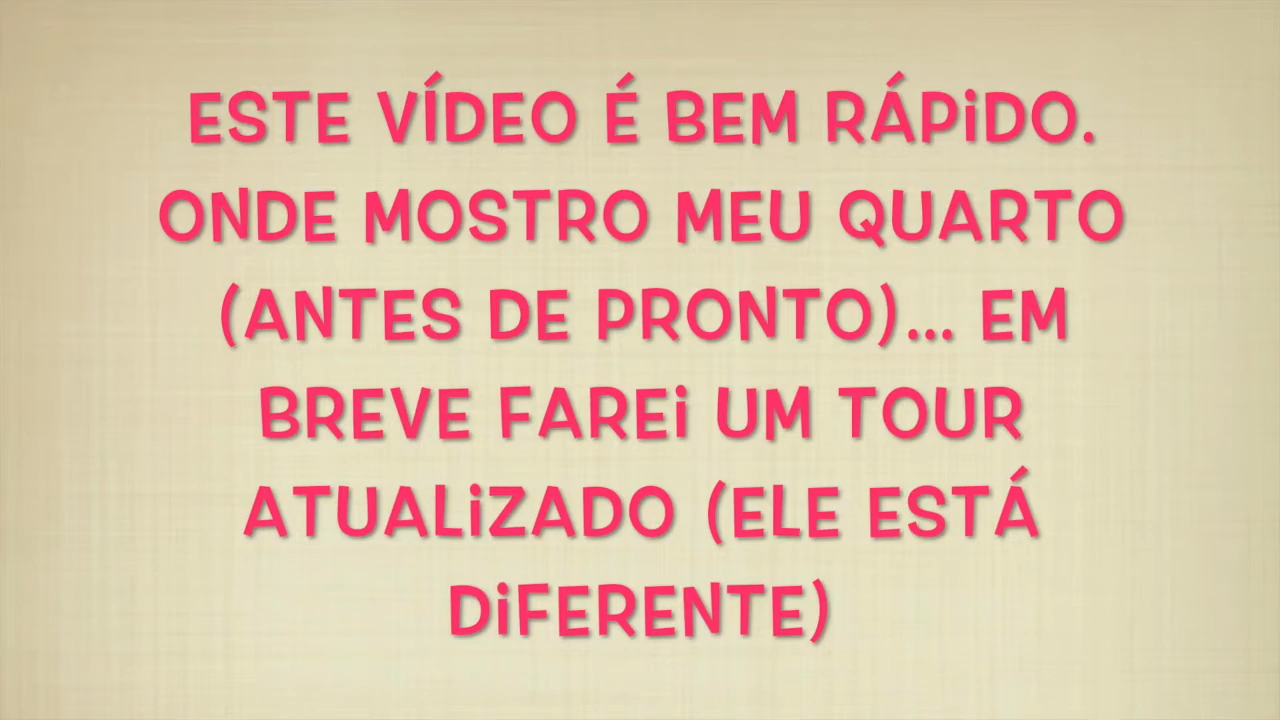 ESTE VÍDEO É BEM RÁPiDO.
ONDE MOSTRO MEU QUARTO
(ANTES DE PRONTO)... EM
BREVE FAREi UM TOUR
ATUALiZADO (ELE ESTÁ
DiFERENTE)